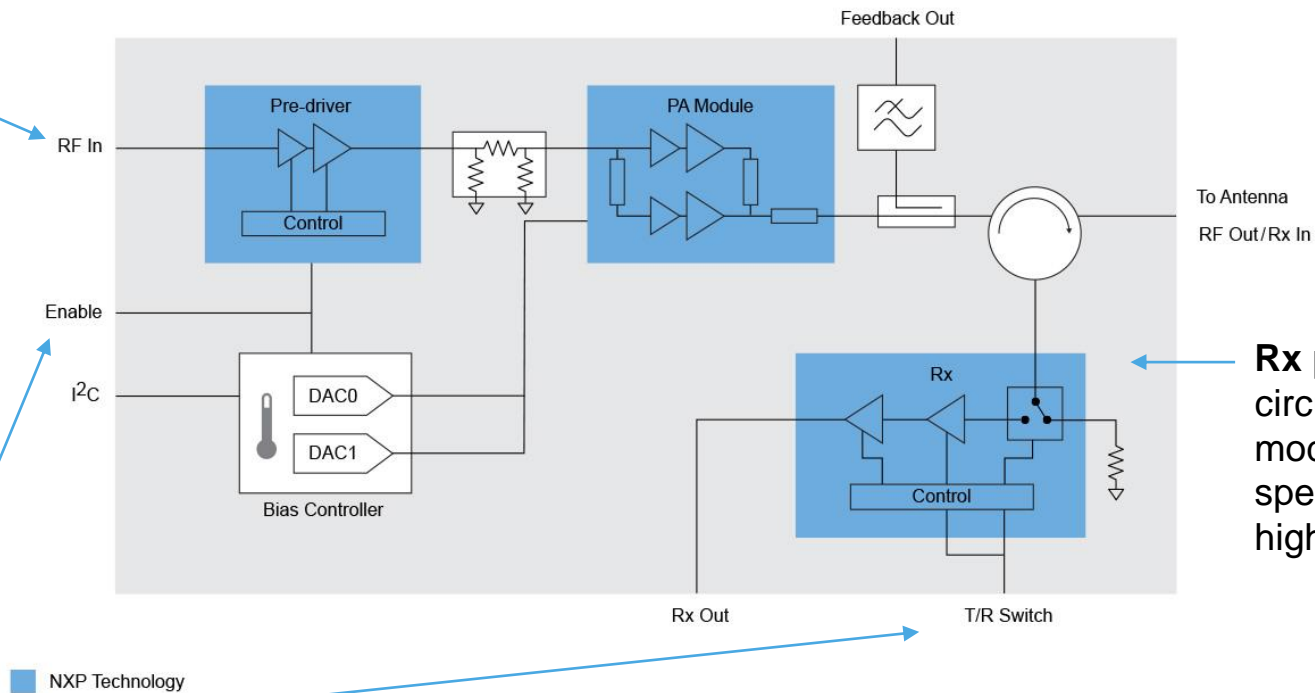 Feedback Out
Pre-driver
PA Module
RF In
Control
To Antenna
RF Out/Rx In
Enable
I²C
DAC0
DAC1
Bias Controller
Rx
Control
Rx Out
T/R Switch
NXP Technology
Rx
circ
mod
spe
high